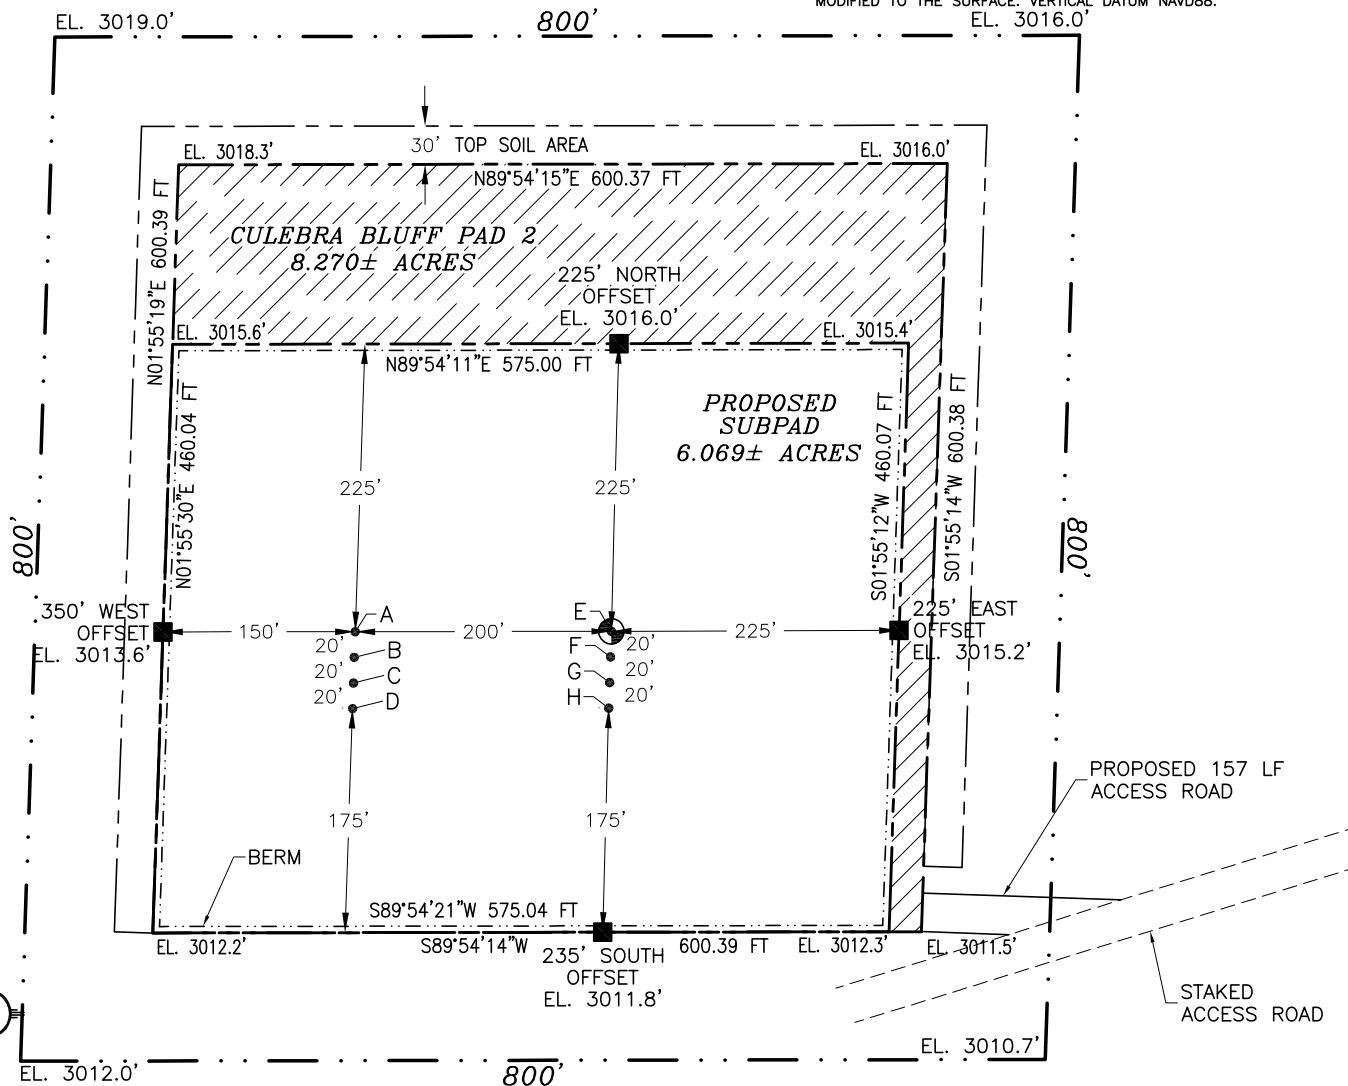 MODIFIED TO THE SURFACE. VERTICAL DATUM NAVD88.
EL. 3019.0'
800'
EL. 3016.0'
30' TOP SOIL AREA
EL. 3018.3'
EL. 3016.0'
N89°54'15"E 600.37 FT
N01°55'19"E 600.39 FT
CULEBRA BLUFF PAD 2
8.270± ACRES
225' NORTH
OFFSET
EL. 3016.0'
EL. 3015.6'
EL. 3015.4'
N89°54'11"E 575.00 FT
N01°55'30"E 460.04 FT
PROPOSED
SUBPAD
6.069± ACRES
S01°55'12"W 460.07 FT
S01°55'14"W 600.38 FT
225'
225'
800'
800'
350' WEST
OFFSET
EL. 3013.6'
150'
A
200'
E
225'
225' EAST
OFFSET
EL. 3015.2'
20'
B
F
20'
20'
C
G
20'
20'
D
H
20'
175'
175'
PROPOSED 157 LF
ACCESS ROAD
BERM
S89°54'21"W 575.04 FT
EL. 3012.2'
S89°54'14"W
600.39 FT
EL. 3012.3'
EL. 3011.5'
235' SOUTH
OFFSET
EL. 3011.8'
STAKED
ACCESS ROAD
EL. 3012.0'
800'
EL. 3010.7'